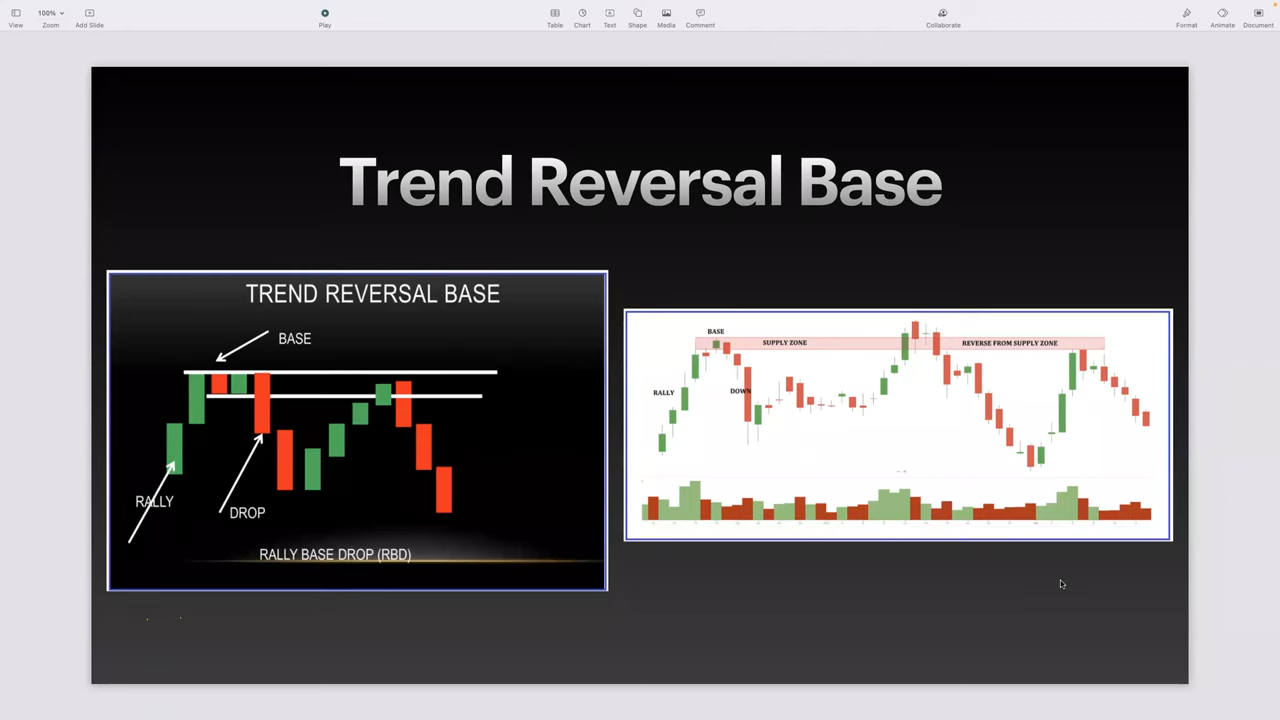 100%
View
Zoom
Add Slide
Play
Table
Chart
Text
Shape
Media
Comment
Collaborate
Format
Animate
Document
Trend Reversal Base
TREND REVERSAL BASE
BASE
RALLY
DROP
RALLY BASE DROP (RBD)
BASE
SUPPLY ZONE
REVERSE FROM SUPPLY ZONE
RALLY
DOWN